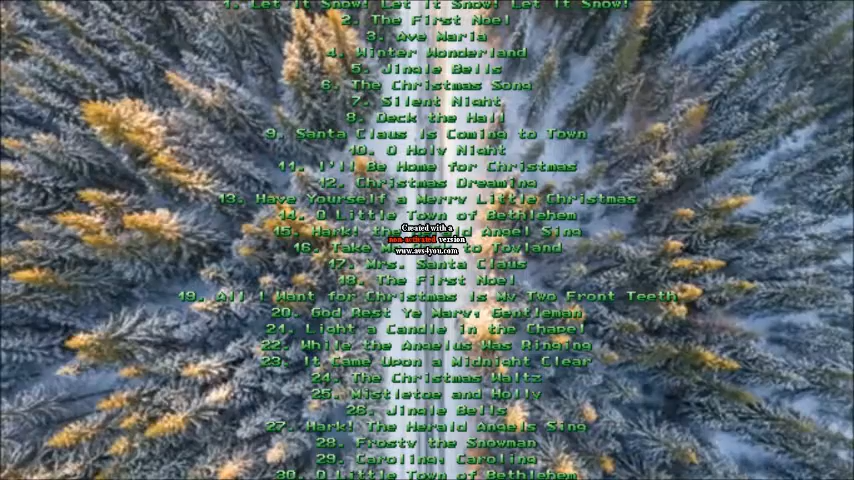 1. Let It Snow! Let It Snow! Let It Snow!
2. The First Noel
3. Ave Maria
4. Winter Wonderland
5. Jingle Bells
6. The Christmas Song
7. Silent Night
8. Deck the Hall
9. Santa Claus Is Coming to Town
10. O Holy Night
11. I'll Be Home for Christmas
12. Christmas Dreaming
13. Have Yourself a Merry Little Christmas
14. O Little Town of Bethlehem
15. Hark! the Herald Angel Sing
Created with a
non-activated version
www.avs4you.com
16. Take to Toyland
17. Mrs. Santa Claus
18. The First Noel
19. All I Want for Christmas Is My Two Front Teeth
20. God Rest Ye Mary, Gentleman
21. Light a Candle in the Chapel
22. While the Angelus Was Ringing
23. It Came Upon a Midnight Clear
24. The Christmas Waltz
25. Mistletoe and Holly
26. Jingle Bells
27. Hark! The Herald Angels Sing
28. Frosty the Snowman
29. Caroling, Caroling
30. O Little Town of Bethlehem